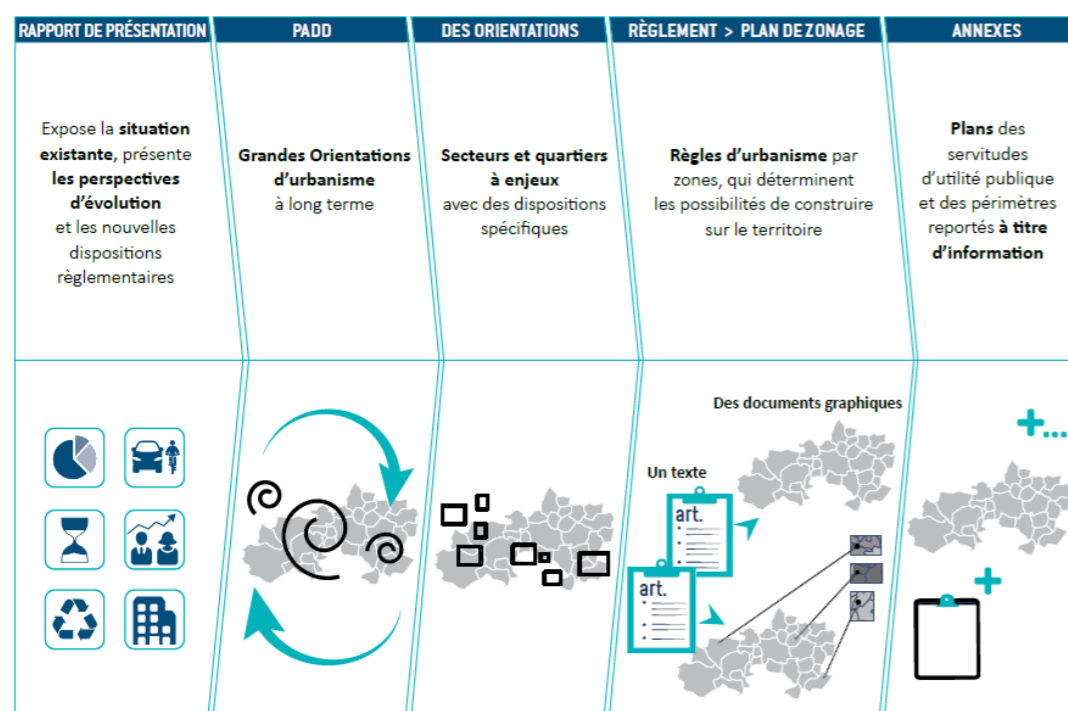 RAPPORT DE PRÉSENTATION
PADD
DES ORIENTATIONS
RÈGLEMENT > PLAN DE ZONAGE
ANNEXES
Expose la situation
existante, présente
les perspectives
d'évolution
et les nouvelles
dispositions
règlementaires
Grandes Orientations
d'urbanisme
à long terme
Secteurs et quartiers
à enjeux
avec des dispositions
spécifiques
Règles d'urbanisme par
zones, qui déterminent
les possibilités de construire
sur le territoire
Plans des
servitudes
d'utilité publique
et des périmètres
reportés à titre
d'information
Des documents graphiques
Un texte
art.
art.
+...
+